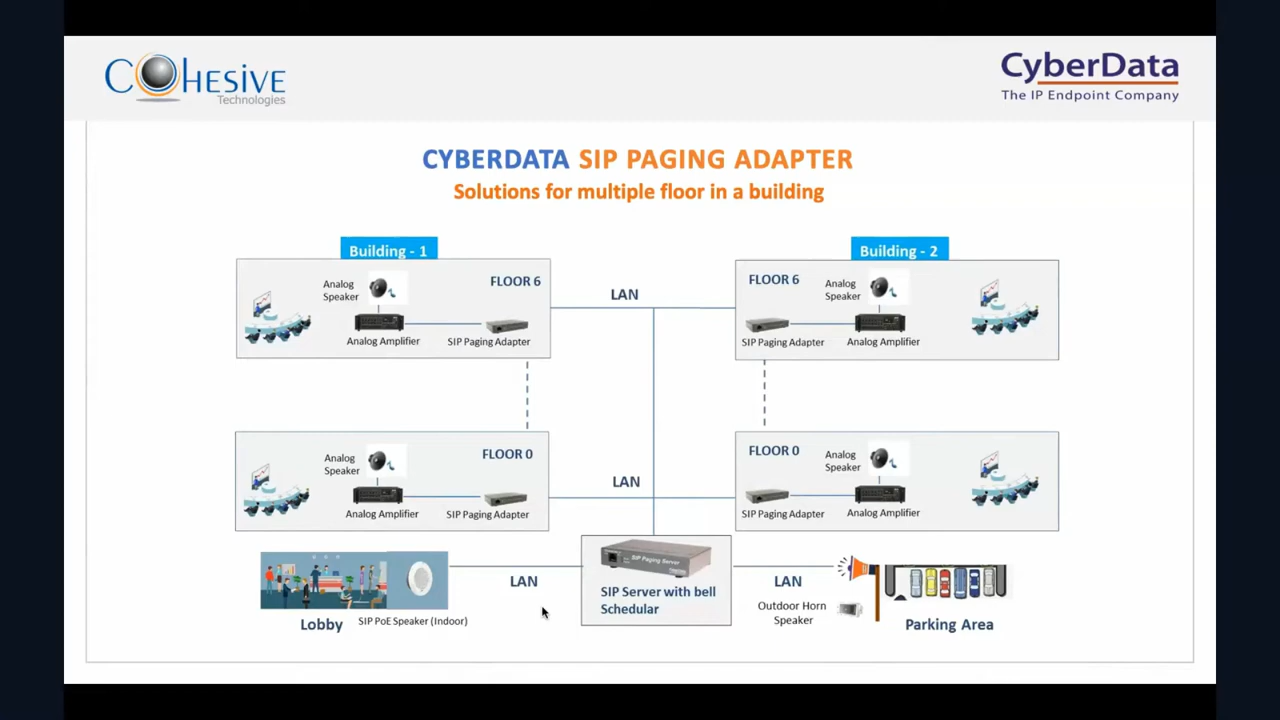 COHESIVE
Technologies
CyberData
The IP Endpoint Company
CYBERDATA SIP PAGING ADAPTER
Solutions for multiple floor in a building
Building - 1
Building - 2
FLOOR 6
Analog
Speaker
Analog Amplifier
SIP Paging Adapter
LAN
FLOOR 6
Analog
Speaker
SIP Paging Adapter
Analog Amplifier
FLOOR 0
Analog
Speaker
Analog Amplifier
SIP Paging Adapter
LAN
FLOOR 0
Analog
Speaker
SIP Paging Adapter
Analog Amplifier
SIP Paging Server
SIP Server with bell
Schedular
LAN
LAN
Lobby
SIP PoE Speaker (Indoor)
Outdoor Horn
Speaker
Parking Area